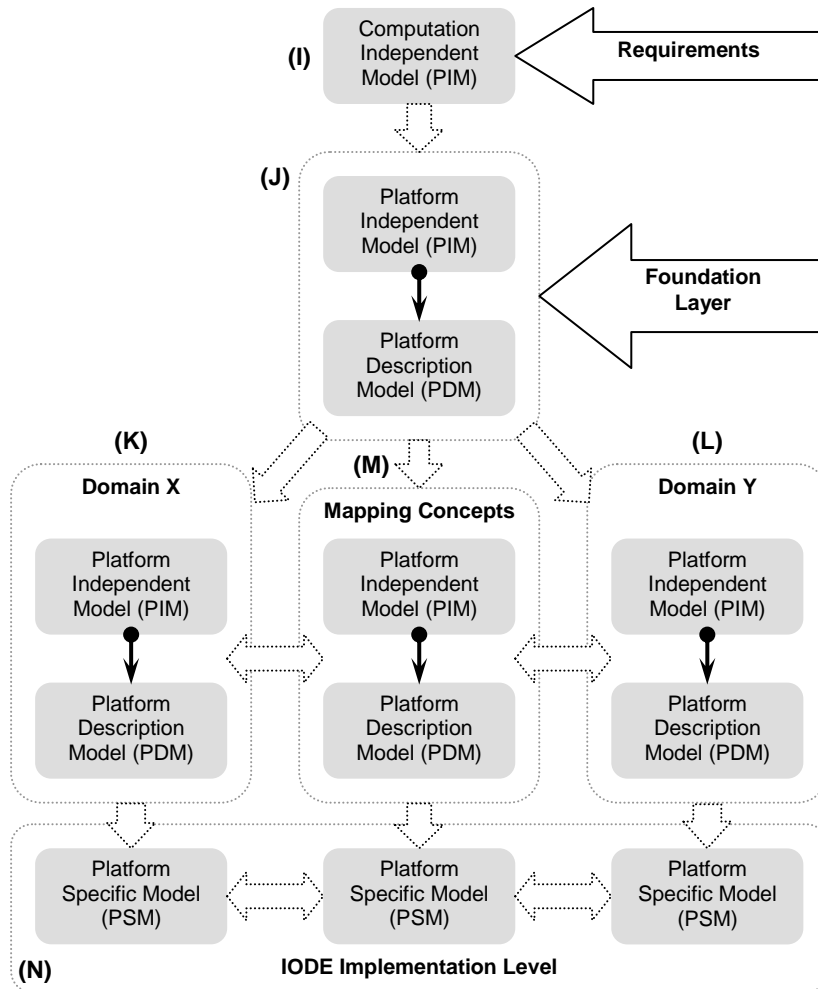 (I)
Computation
Independent
Model (PIM)
Requirements
(J)
Platform
Independent
Model (PIM)
Platform
Description
Model (PDM)
Foundation
Layer
(K)
(M)
(L)
Domain X
Platform
Independent
Model (PIM)
Platform
Description
Model (PDM)
Mapping Concepts
Platform
Independent
Model (PIM)
Platform
Description
Model (PDM)
Domain Y
Platform
Independent
Model (PIM)
Platform
Description
Model (PDM)
Platform
Specific Model
(PSM)
Platform
Specific Model
(PSM)
Platform
Specific Model
(PSM)
(N)
IODE Implementation Level